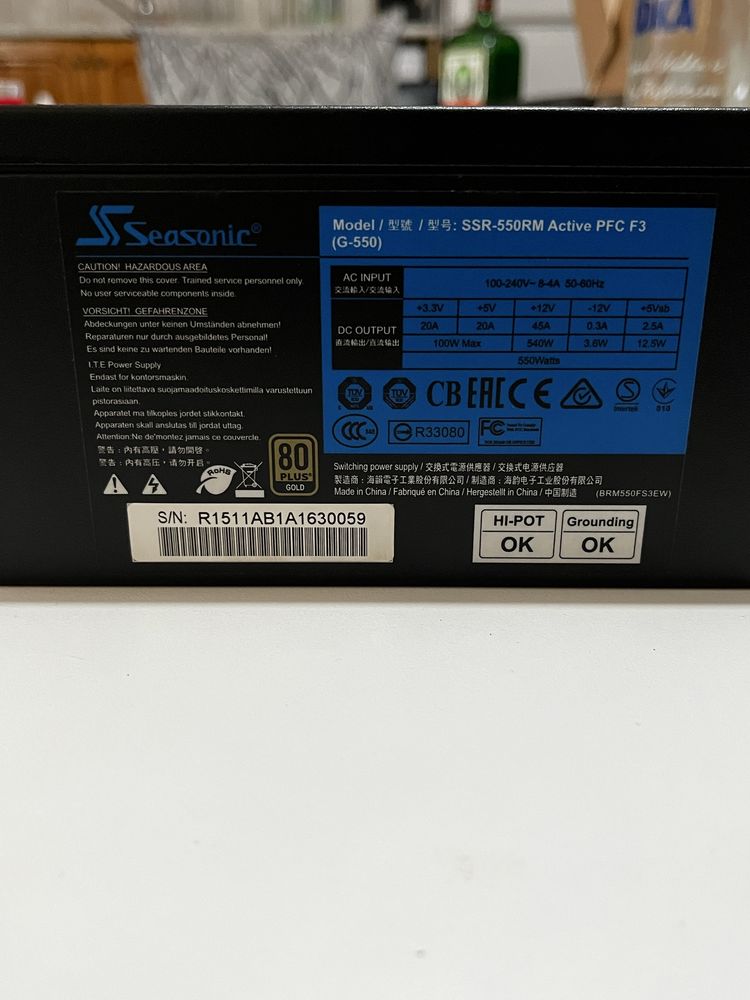 Seasonic®
CAUTION! HAZARDOUS AREA
Do not remove this cover. Trained service personnel only.
No user serviceable components inside.
VORSICHT! GEFAHRENZONE
Abdeckungen unter keinen Umständen abnehmen!
Reparaturen nur durch ausgebildetes Personal!
Es sind keine zu wartenden Bauteile vorhanden!
I.T.E Power Supply
Endast for kontorsmaskin.
Laite on liitettava suojamaadoituskoskettimilla varustettuun
pistorasiaan.
Apparatet ma tilkoples jordet stikkontakt.
Apparaten skall anslutas till jordat uttag.
Attention:Ne de'montez jamais ce couvercle.
警告:內有高壓,請勿開啓。
警告:内有高压,请勿开启。
RoHS
80
PLUS
GOLD
Model / 型號 / 型号: SSR-550RM Active PFC F3
(G-550)
AC INPUT
交流輸入/交流输入
100-240V~ 8-4A 50-60Hz
DC OUTPUT
直流輸出/直流输出
+3.3V +5V +12V -12V +5Vsb
20A 20A 45A 0.3A 2.5A
100W Max 540W 3.6W 12.5W
550Watts
TÜV TÜV CB EAC CE Intertek 010
CCC S&E R33080 FC
Switching power supply / 交換式電源供應器 / 交换式电源供应器
製造商:海韻電子工業股份有限公司 / 制造商:海韵电子工业股份有限公司
Made in China / Fabriqué en China / Hergestellt in China / 中国制造 (BRM550FS3EW)
S/N: R1511AB1A1630059
HI-POT
OK
Grounding
OK